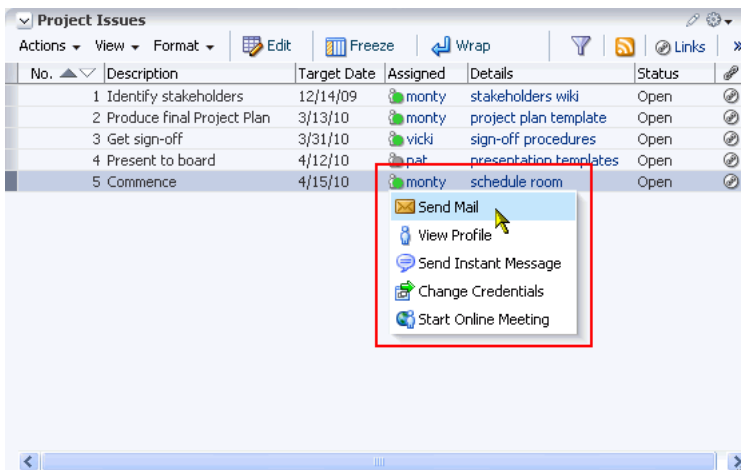 Project Issues
Actions View Format Edit Freeze Wrap Links »
No. Description Target Date Assigned Details Status
1 Identify stakeholders 12/14/09 monty stakeholders wiki Open
2 Produce final Project Plan 3/13/10 monty project plan template Open
3 Get sign-off 3/31/10 vicki sign-off procedures Open
4 Present to board 4/12/10 pat presentation templates Open
5 Commence 4/15/10 monty schedule room Open
Send Mail
View Profile
Send Instant Message
Change Credentials
Start Online Meeting